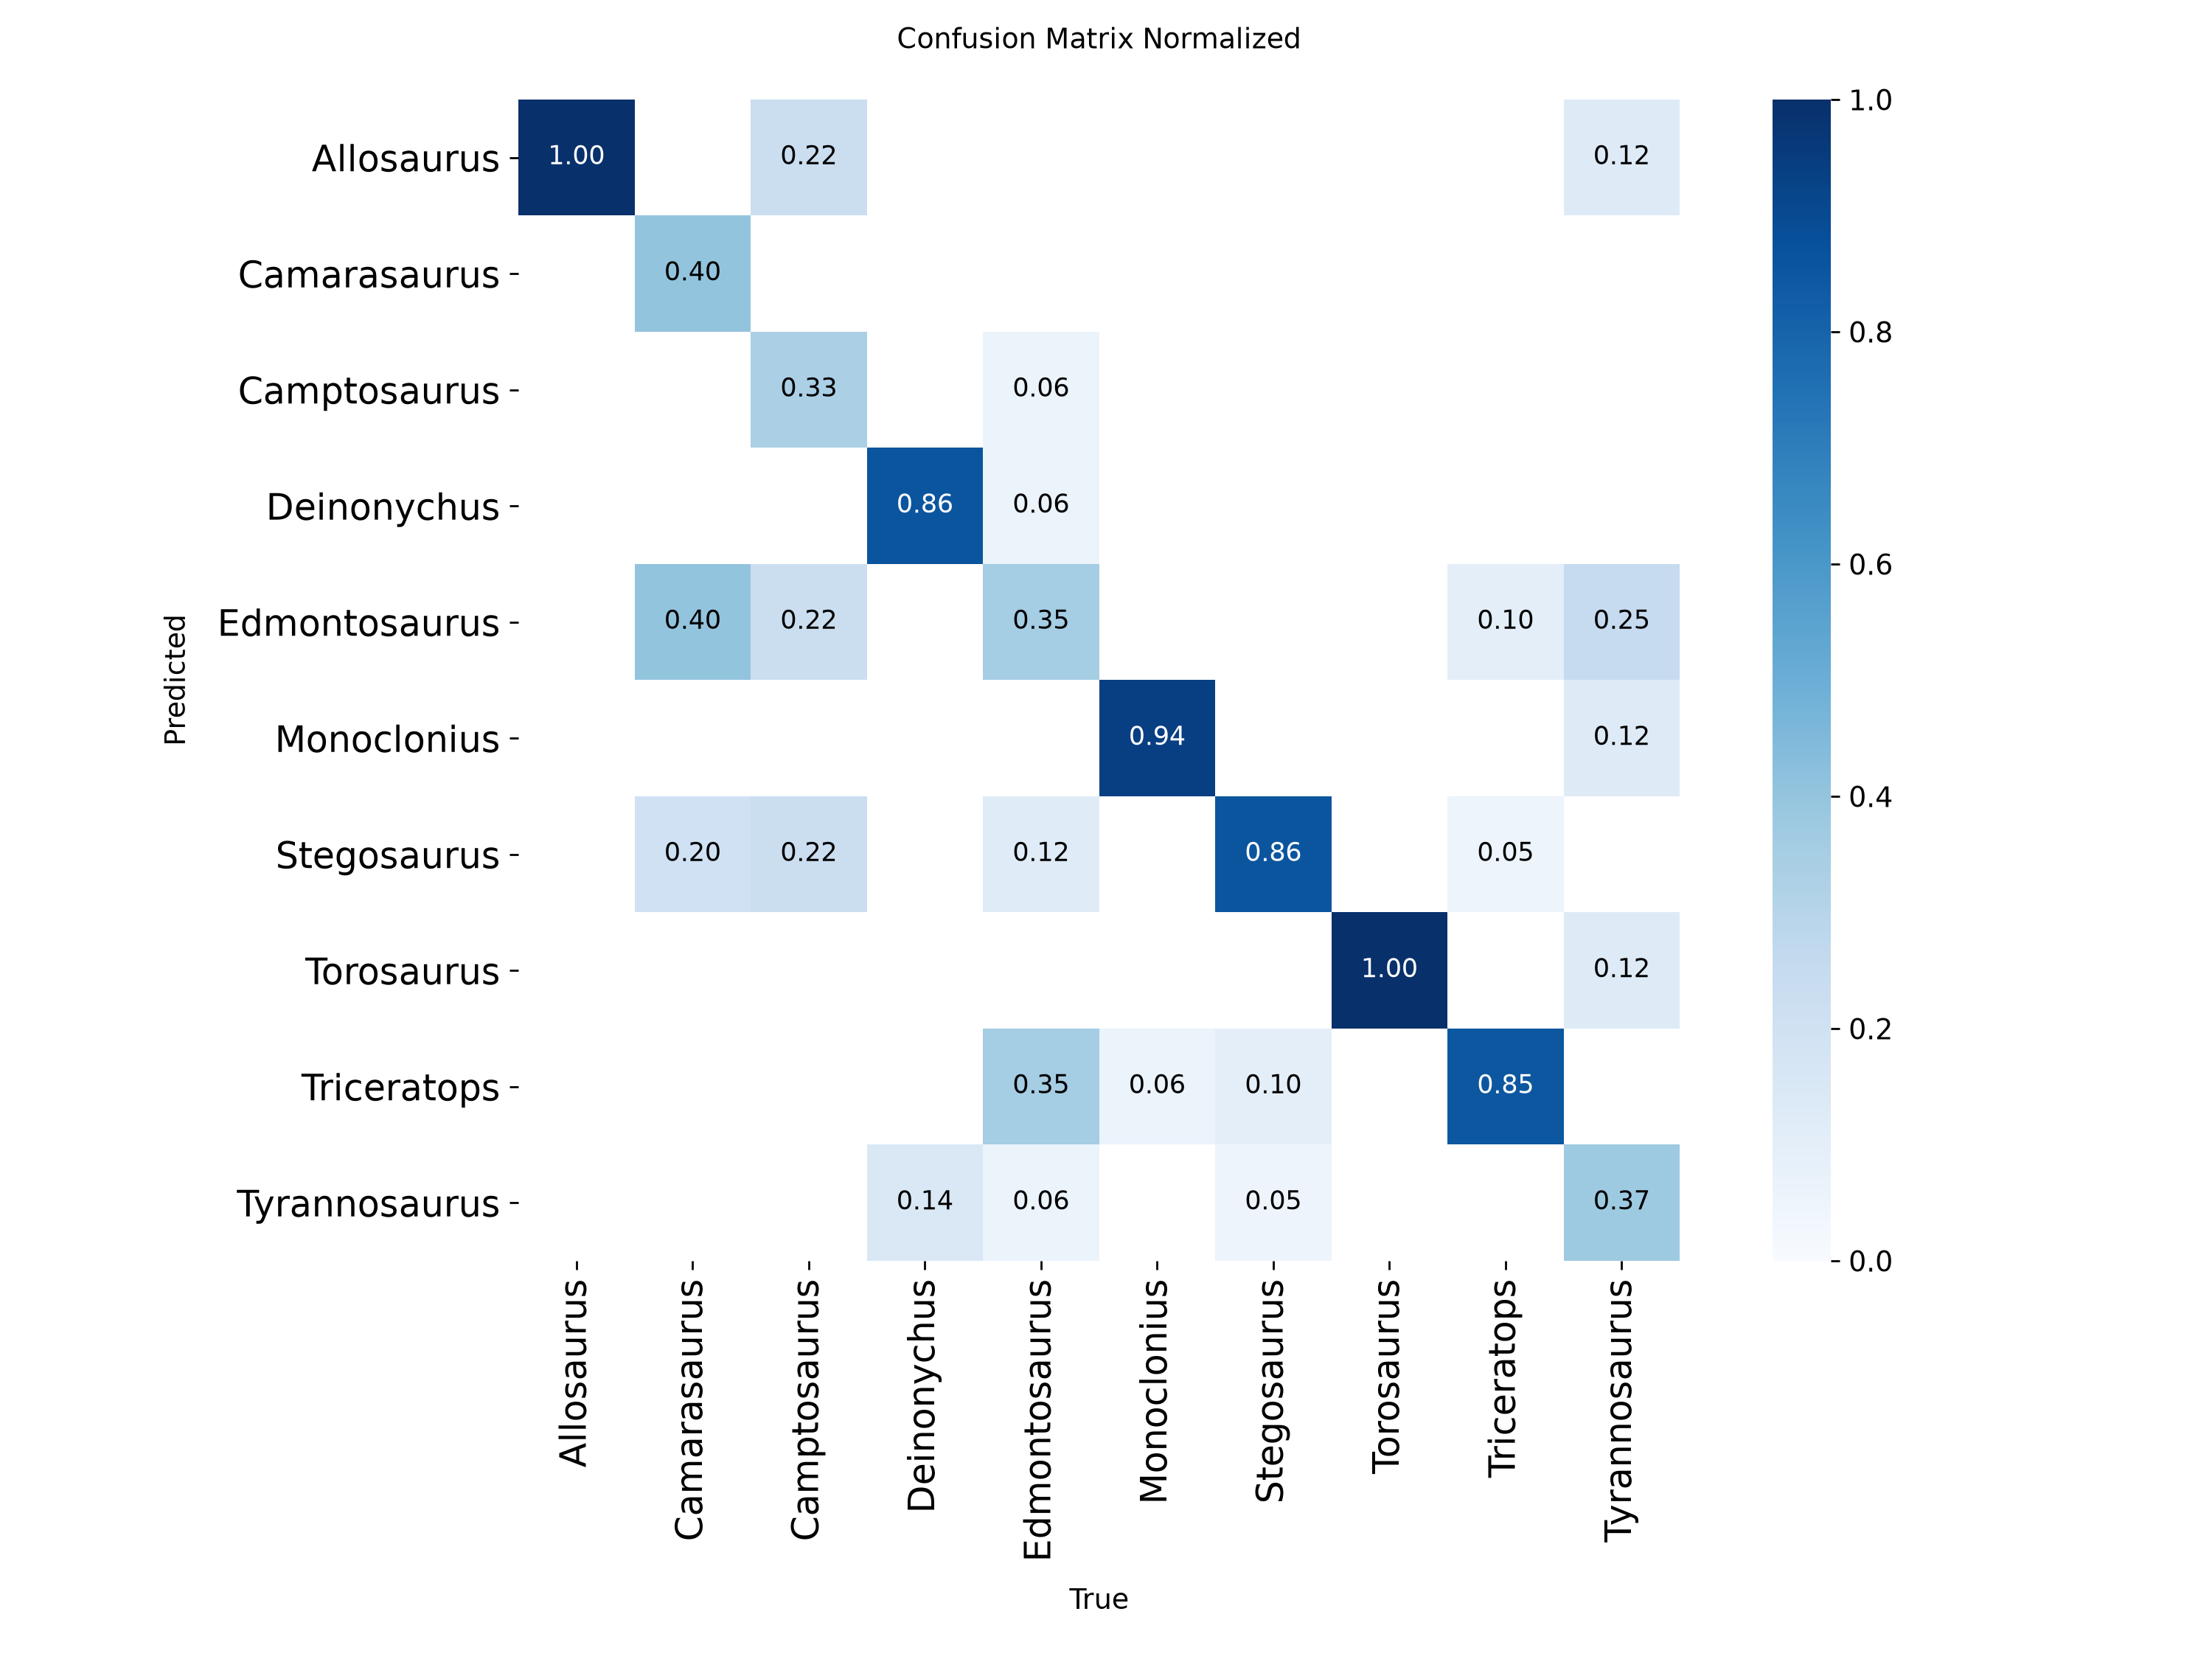 Confusion Matrix Normalized
Allosaurus 1.00 0.22 0.12 1.0
Camarasaurus 0.40
0.8
Camptosaurus 0.33 0.06
Deinonychus 0.86 0.06
0.6
Edmontosaurus 0.40 0.22 0.35 0.10 0.25
Predicted
Monoclonius 0.94 0.12
0.4
Stegosaurus 0.20 0.22 0.12 0.86 0.05
Torosaurus 1.00 0.12
0.2
Triceratops 0.35 0.06 0.10 0.85
Tyrannosaurus 0.14 0.06 0.05 0.37
0.0
Allosaurus
Camarasaurus
Camptosaurus
Deinonychus
Edmontosaurus
Monoclonius
Stegosaurus
Torosaurus
Triceratops
Tyrannosaurus
True